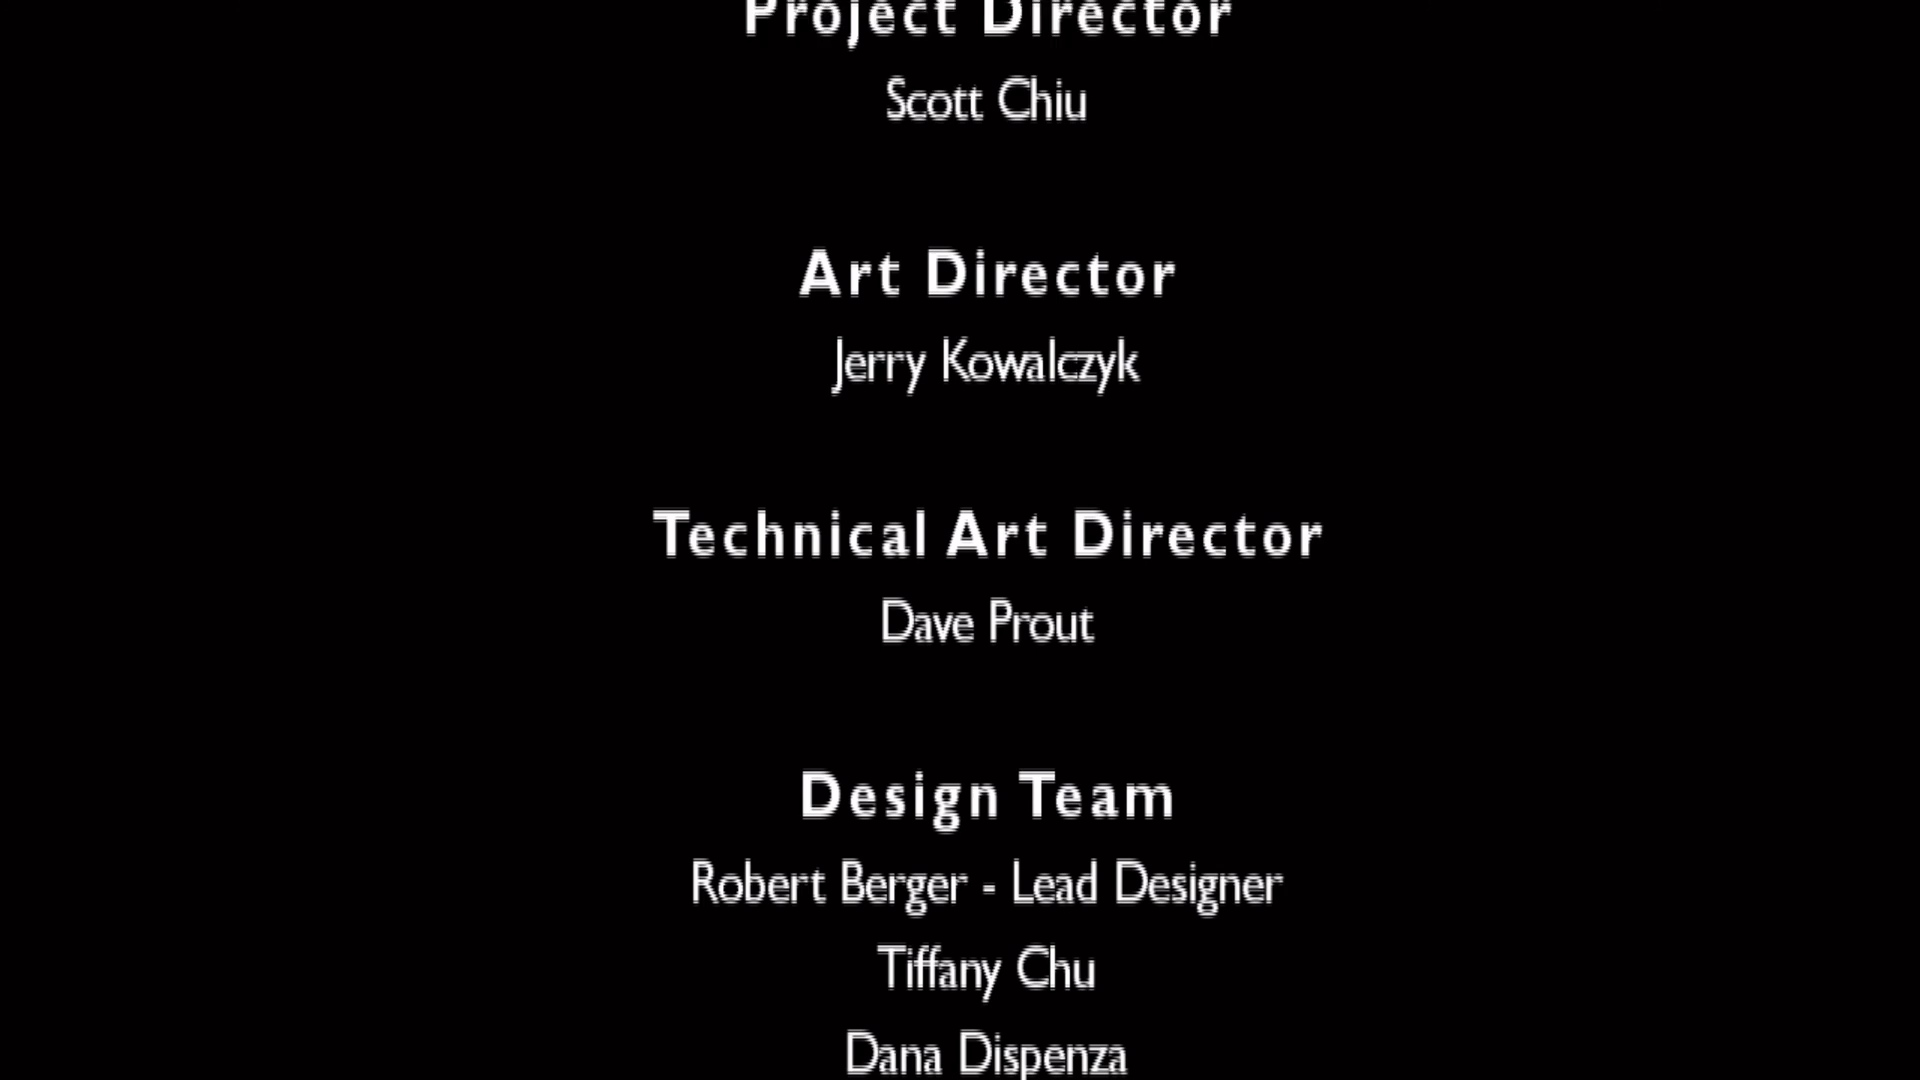 Project Director
Scott Chiu
Art Director
Jerry Kowalczyk
Technical Art Director
Dave Prout
Design Team
Robert Berger - Lead Designer
Tiffany Chu
Dana Dispenza